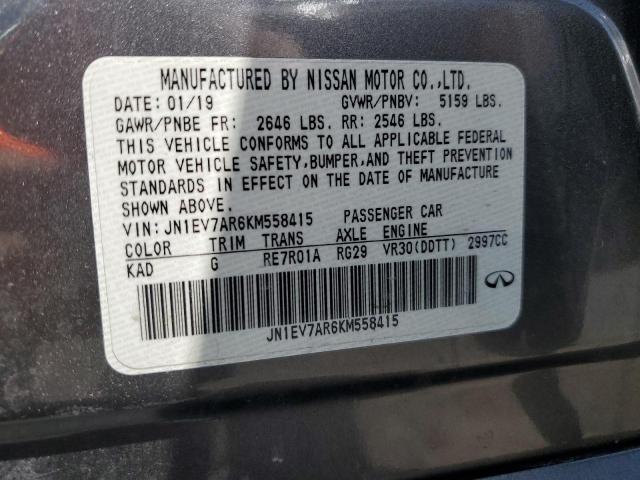 MANUFACTURED BY NISSAN MOTOR CO.,LTD.
DATE: 01/19 GVWR/PNBV: 5159 LBS.
GAWR/PNBE FR: 2646 LBS. RR: 2546 LBS.
THIS VEHICLE CONFORMS TO ALL APPLICABLE FEDERAL
MOTOR VEHICLE SAFETY,BUMPER,AND THEFT PREVENTION
STANDARDS IN EFFECT ON THE DATE OF MANUFACTURE
SHOWN ABOVE.
VIN: JN1EV7AR6KM558415 PASSENGER CAR
COLOR TRIM TRANS AXLE ENGINE
KAD G RE7R01A RG29 VR30(DDTT) 2997CC
JN1EV7AR6KM558415